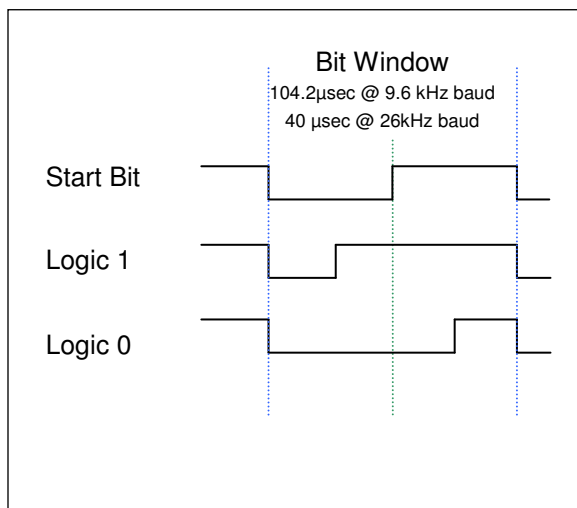 Bit Window
104.2µsec @ 9.6 kHz baud
40 µsec @ 26kHz baud
Start Bit
Logic 1
Logic 0